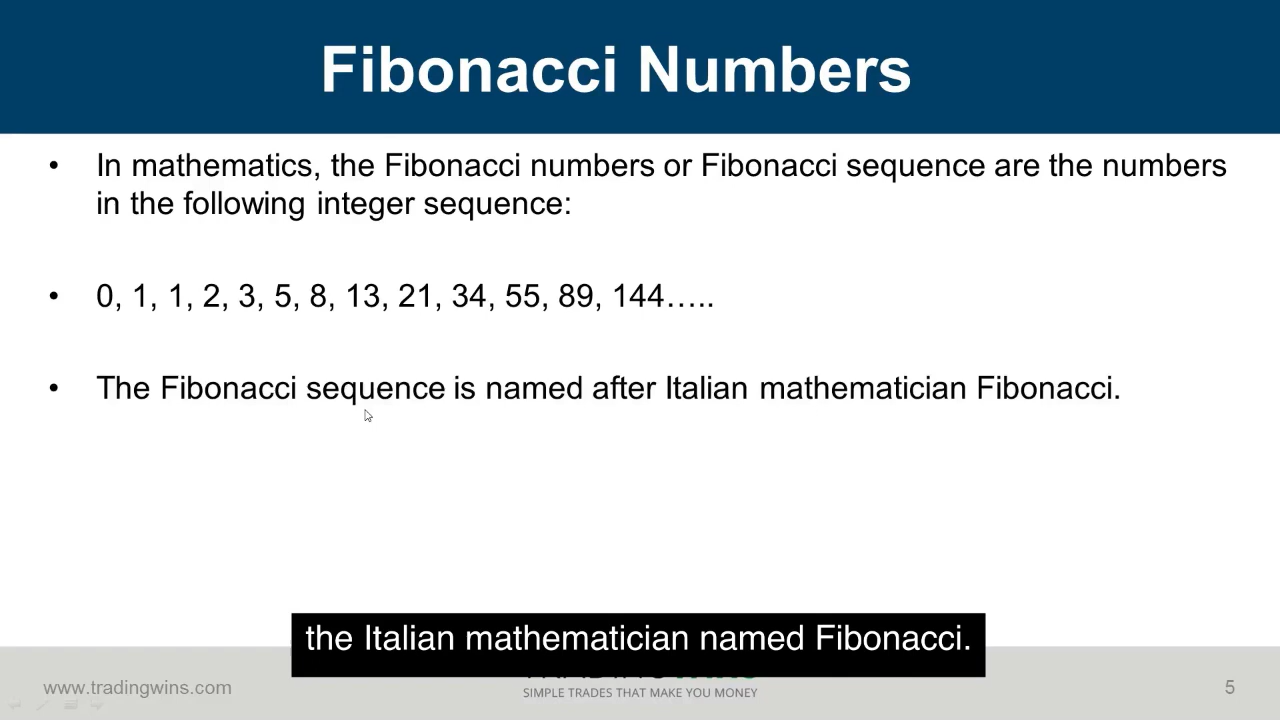 Fibonacci Numbers
• In mathematics, the Fibonacci numbers or Fibonacci sequence are the numbers
in the following integer sequence:
• 0, 1, 1, 2, 3, 5, 8, 13, 21, 34, 55, 89, 144…..
• The Fibonacci sequence is named after Italian mathematician Fibonacci.
the Italian mathematician named Fibonacci.
www.tradingwins.com
SIMPLE TRADES THAT MAKE YOU MONEY
5